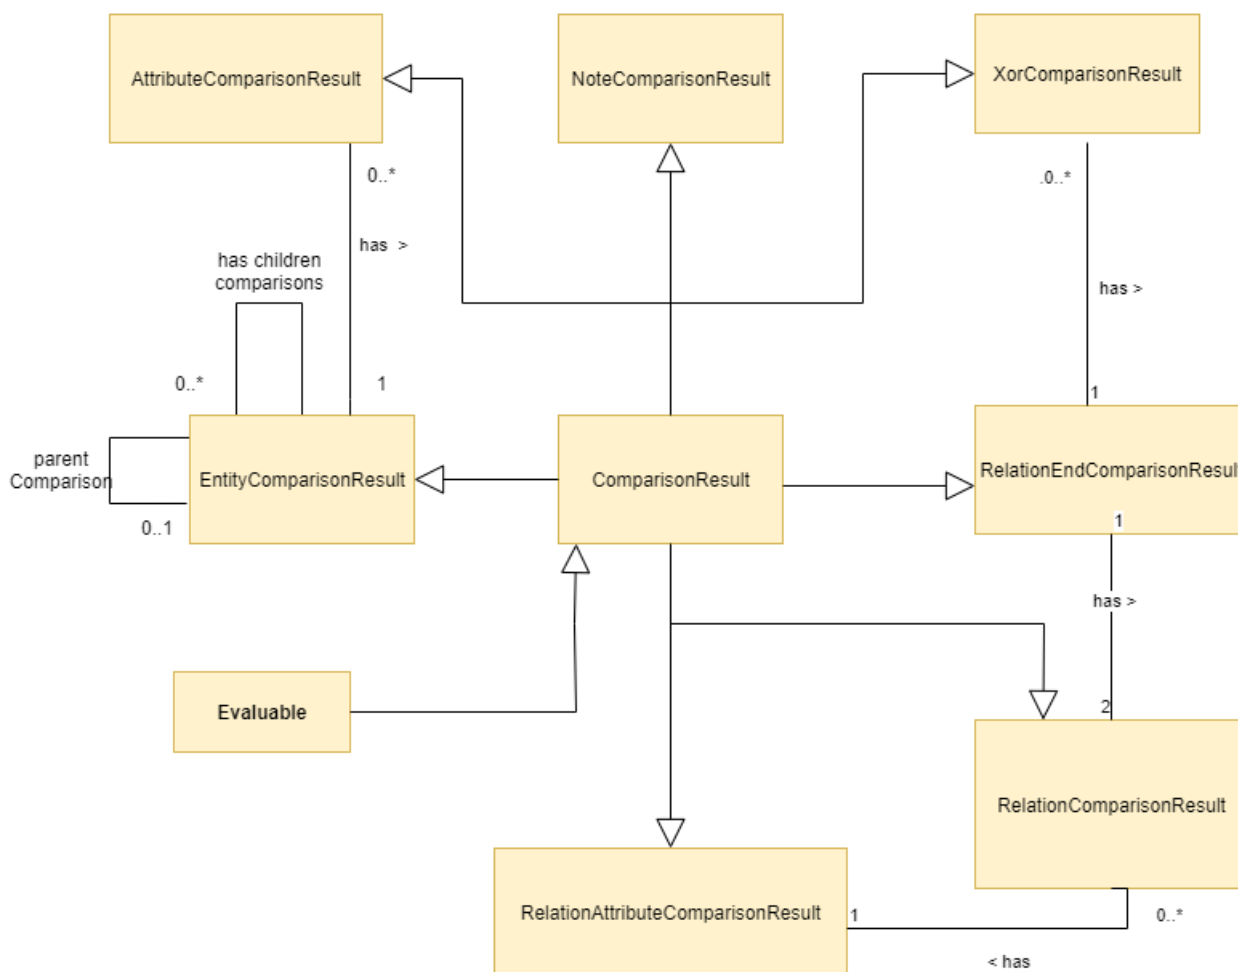 AttributeComparisonResult
NoteComparisonResult
XorComparisonResult
0..*
.0..*
has >
has children
comparisons
has >
0..*
1
1
parent
Comparison
EntityComparisonResult
ComparisonResult
RelationEndComparisonResult
0..1
1
has >
Evaluable
2
RelationComparisonResult
RelationAttributeComparisonResult
1
0..*
< has